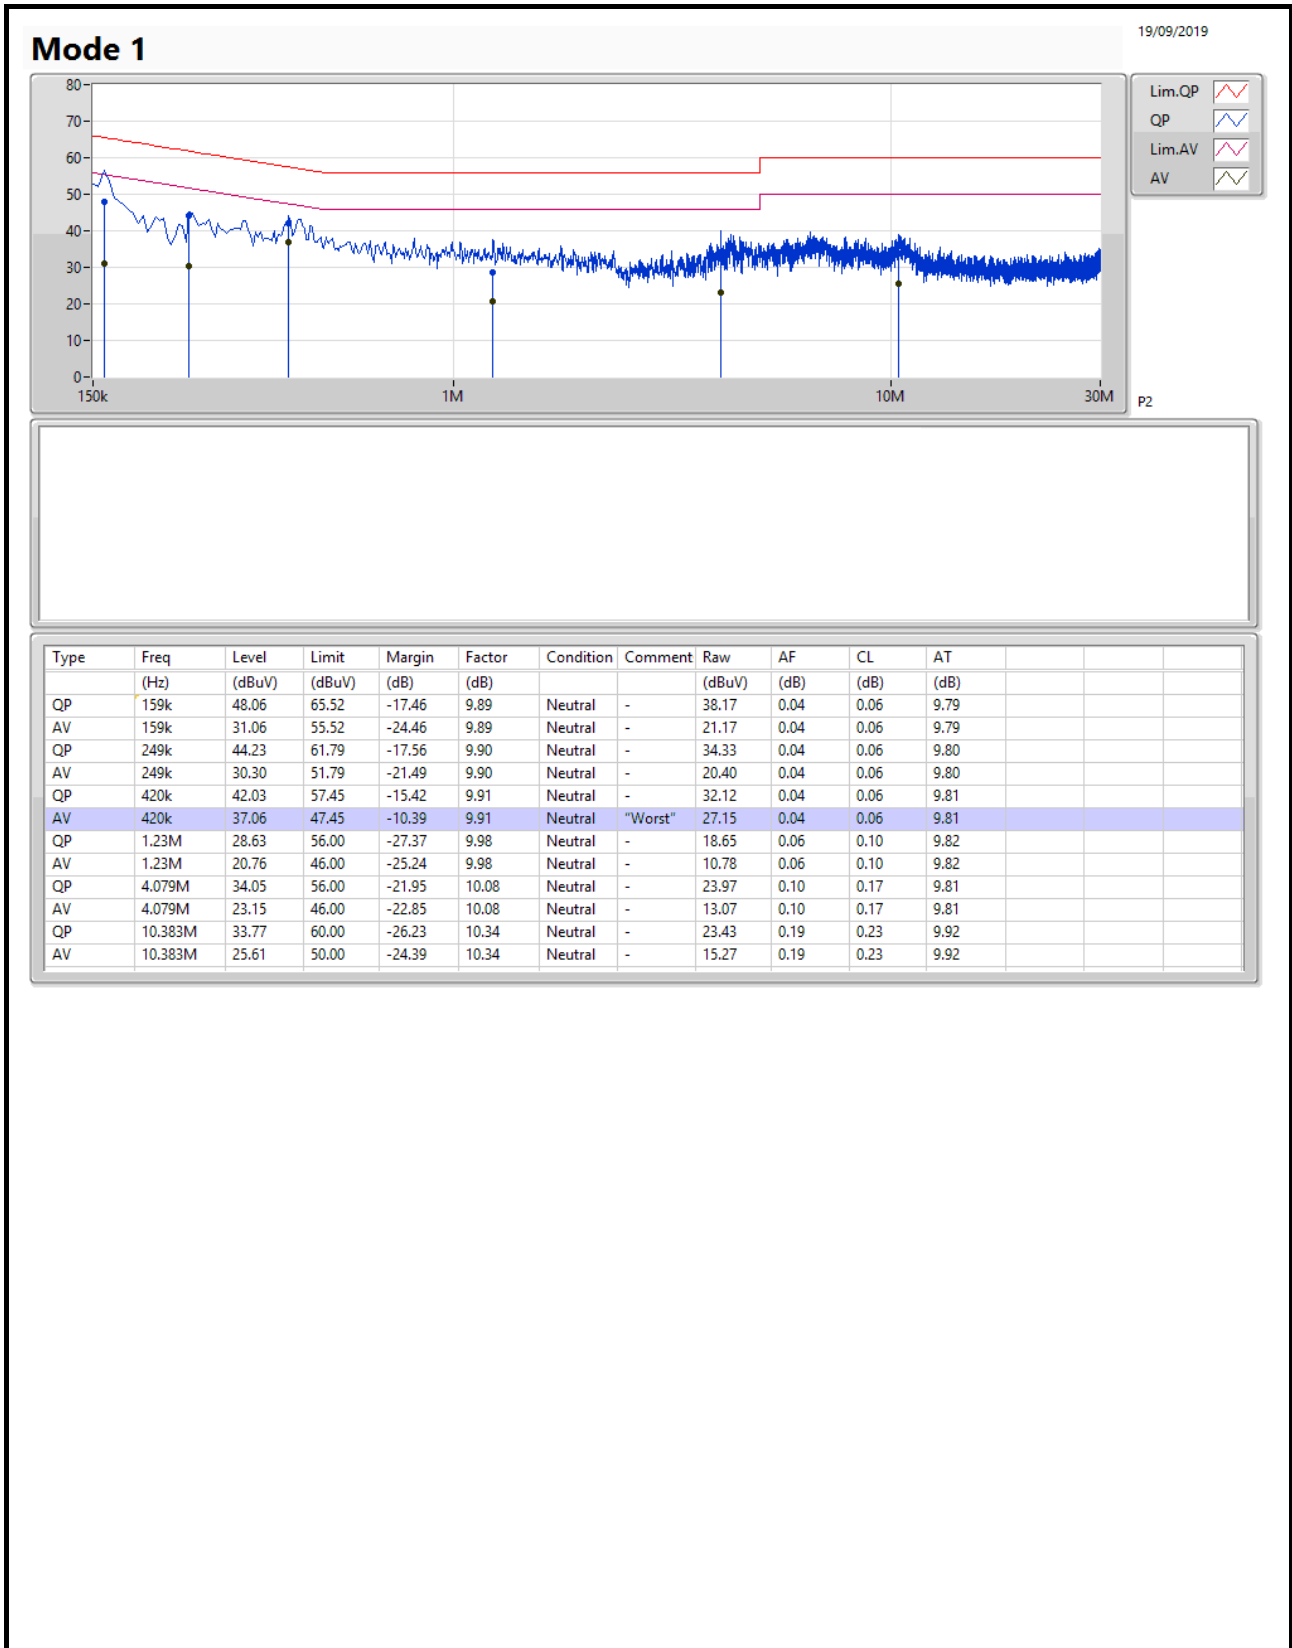 19/09/2019
Mode 1
80
70
60
50
40
30
20
10
0
150k 1M 10M 30M
Lim.QP
QP
Lim.AV
AV
P2
Type Freq Level Limit Margin Factor Condition Comment Raw AF CL AT
(Hz) (dBuV) (dBuV) (dB) (dB) (dBuV) (dB) (dB) (dB)
QP 159k 48.06 65.52 -17.46 9.89 Neutral - 38.17 0.04 0.06 9.79
AV 159k 31.06 55.52 -24.46 9.89 Neutral - 21.17 0.04 0.06 9.79
QP 249k 44.23 61.79 -17.56 9.90 Neutral - 34.33 0.04 0.06 9.80
AV 249k 30.30 51.79 -21.49 9.90 Neutral - 20.40 0.04 0.06 9.80
QP 420k 42.03 57.45 -15.42 9.91 Neutral - 32.12 0.04 0.06 9.81
AV 420k 37.06 47.45 -10.39 9.91 Neutral "Worst" 27.15 0.04 0.06 9.81
QP 1.23M 28.63 56.00 -27.37 9.98 Neutral - 18.65 0.06 0.10 9.82
AV 1.23M 20.76 46.00 -25.24 9.98 Neutral - 10.78 0.06 0.10 9.82
QP 4.079M 34.05 56.00 -21.95 10.08 Neutral - 23.97 0.10 0.17 9.81
AV 4.079M 23.15 46.00 -22.85 10.08 Neutral - 13.07 0.10 0.17 9.81
QP 10.383M 33.77 60.00 -26.23 10.34 Neutral - 23.43 0.19 0.23 9.92
AV 10.383M 25.61 50.00 -24.39 10.34 Neutral - 15.27 0.19 0.23 9.92